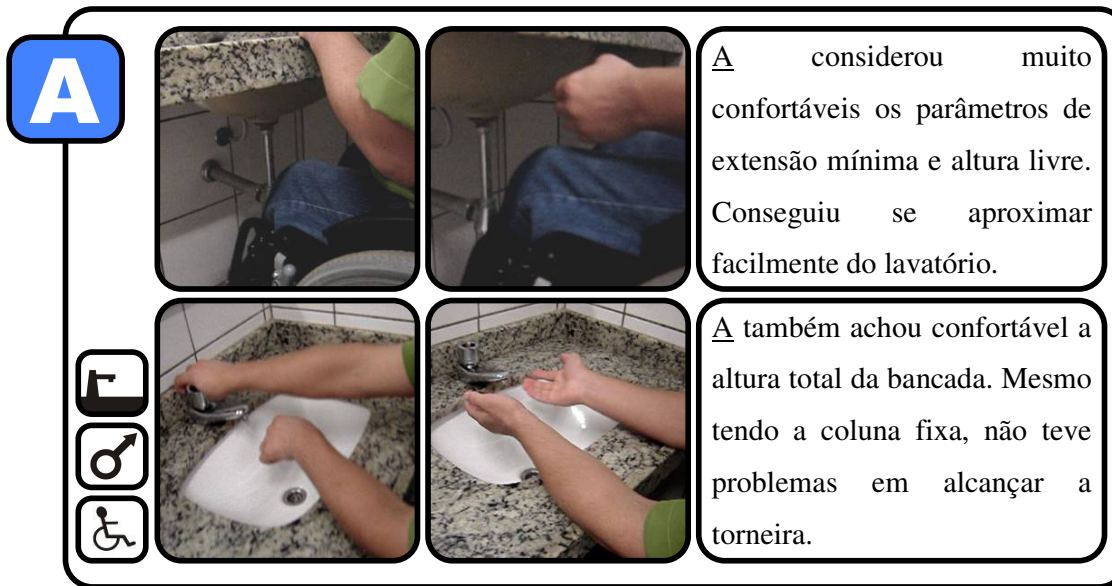 A
A considerou muito
confortáveis os parâmetros de
extensão mínima e altura livre.
Conseguiu se aproximar
facilmente do lavatório.
A também achou confortável a
altura total da bancada. Mesmo
tendo a coluna fixa, não teve
problemas em alcançar a
torneira.